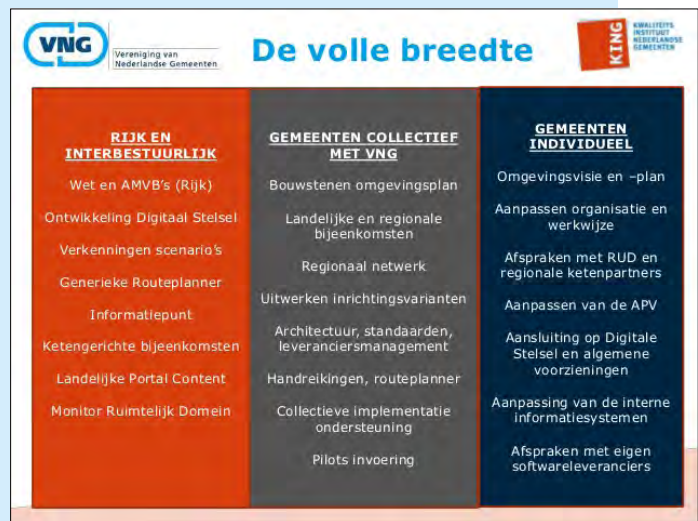 VNG
Vereniging van
Nederlandse Gemeenten
De volle breedte
KING
KWALITEITS
INSTITUUT
NEDERLANDSE
GEMEENTEN
RIJK EN
INTERBESTUURLIJK
Wet en AMVB's (Rijk)
Ontwikkeling Digitaal Stelsel
Verkenningen scenario's
Generieke Routeplanner
Informatiepunt
Ketengerichte bijeenkomsten
Landelijke Portal Content
Monitor Ruimtelijk Domein
GEMEENTEN COLLECTIEF
MET VNG
Bouwstenen omgevingsplan
Landelijke en regionale
bijeenkomsten
Regionaal netwerk
Uitwerken inrichtingsvarianten
Architectuur, standaarden,
leveranciersmanagement
Handreikingen, routeplanner
Collectieve implementatie
ondersteuning
Pilots invoering
GEMEENTEN
INDIVIDUEEL
Omgevingsvisie en –plan
Aanpassen organisatie en
werkwijze
Afspraken met RUD en
regionale ketenpartners
Aanpassen van de APV
Aansluiting op Digitale
Stelsel en algemene
voorzieningen
Aanpassing van de interne
informatiesystemen
Afspraken met eigen
softwareleveranciers